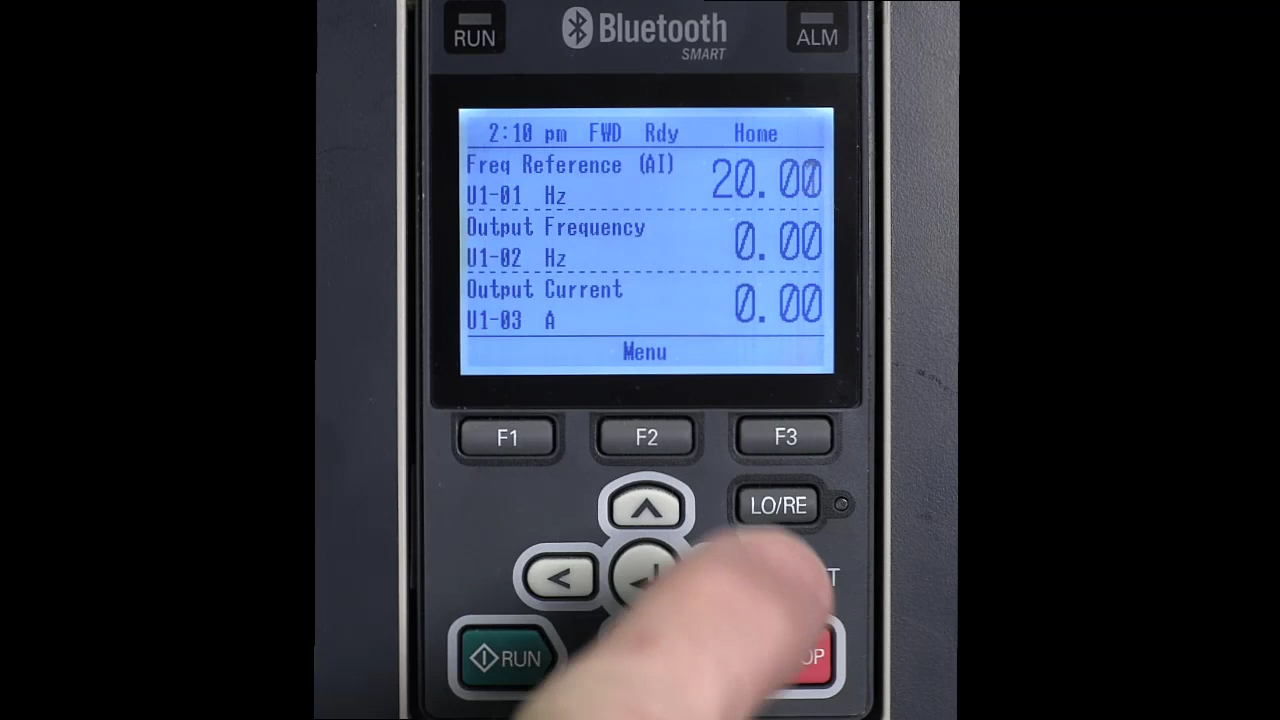 RUN
Bluetooth
SMART
ALM
2:10 pm FWD Rdy Home
Freq Reference (AI)
U1-01 Hz
20.00
Output Frequency
U1-02 Hz
0.00
Output Current
U1-03 A
0.00
Menu
F1 F2 F3
LO/RE
RUN